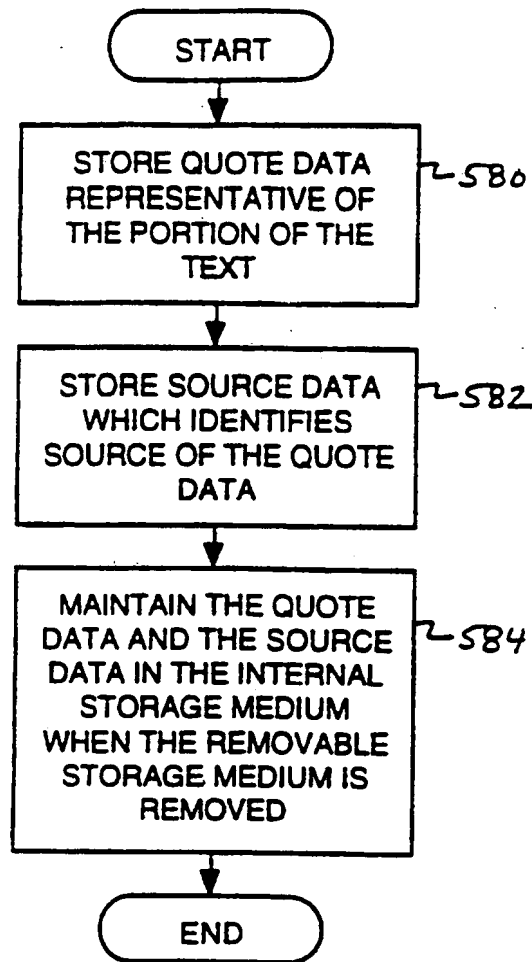 START
STORE QUOTE DATA
REPRESENTATIVE OF
THE PORTION OF THE
TEXT
580
STORE SOURCE DATA
WHICH IDENTIFIES
SOURCE OF THE QUOTE
DATA
582
MAINTAIN THE QUOTE
DATA AND THE SOURCE
DATA IN THE INTERNAL
STORAGE MEDIUM
WHEN THE REMOVABLE
STORAGE MEDIUM IS
REMOVED
584
END